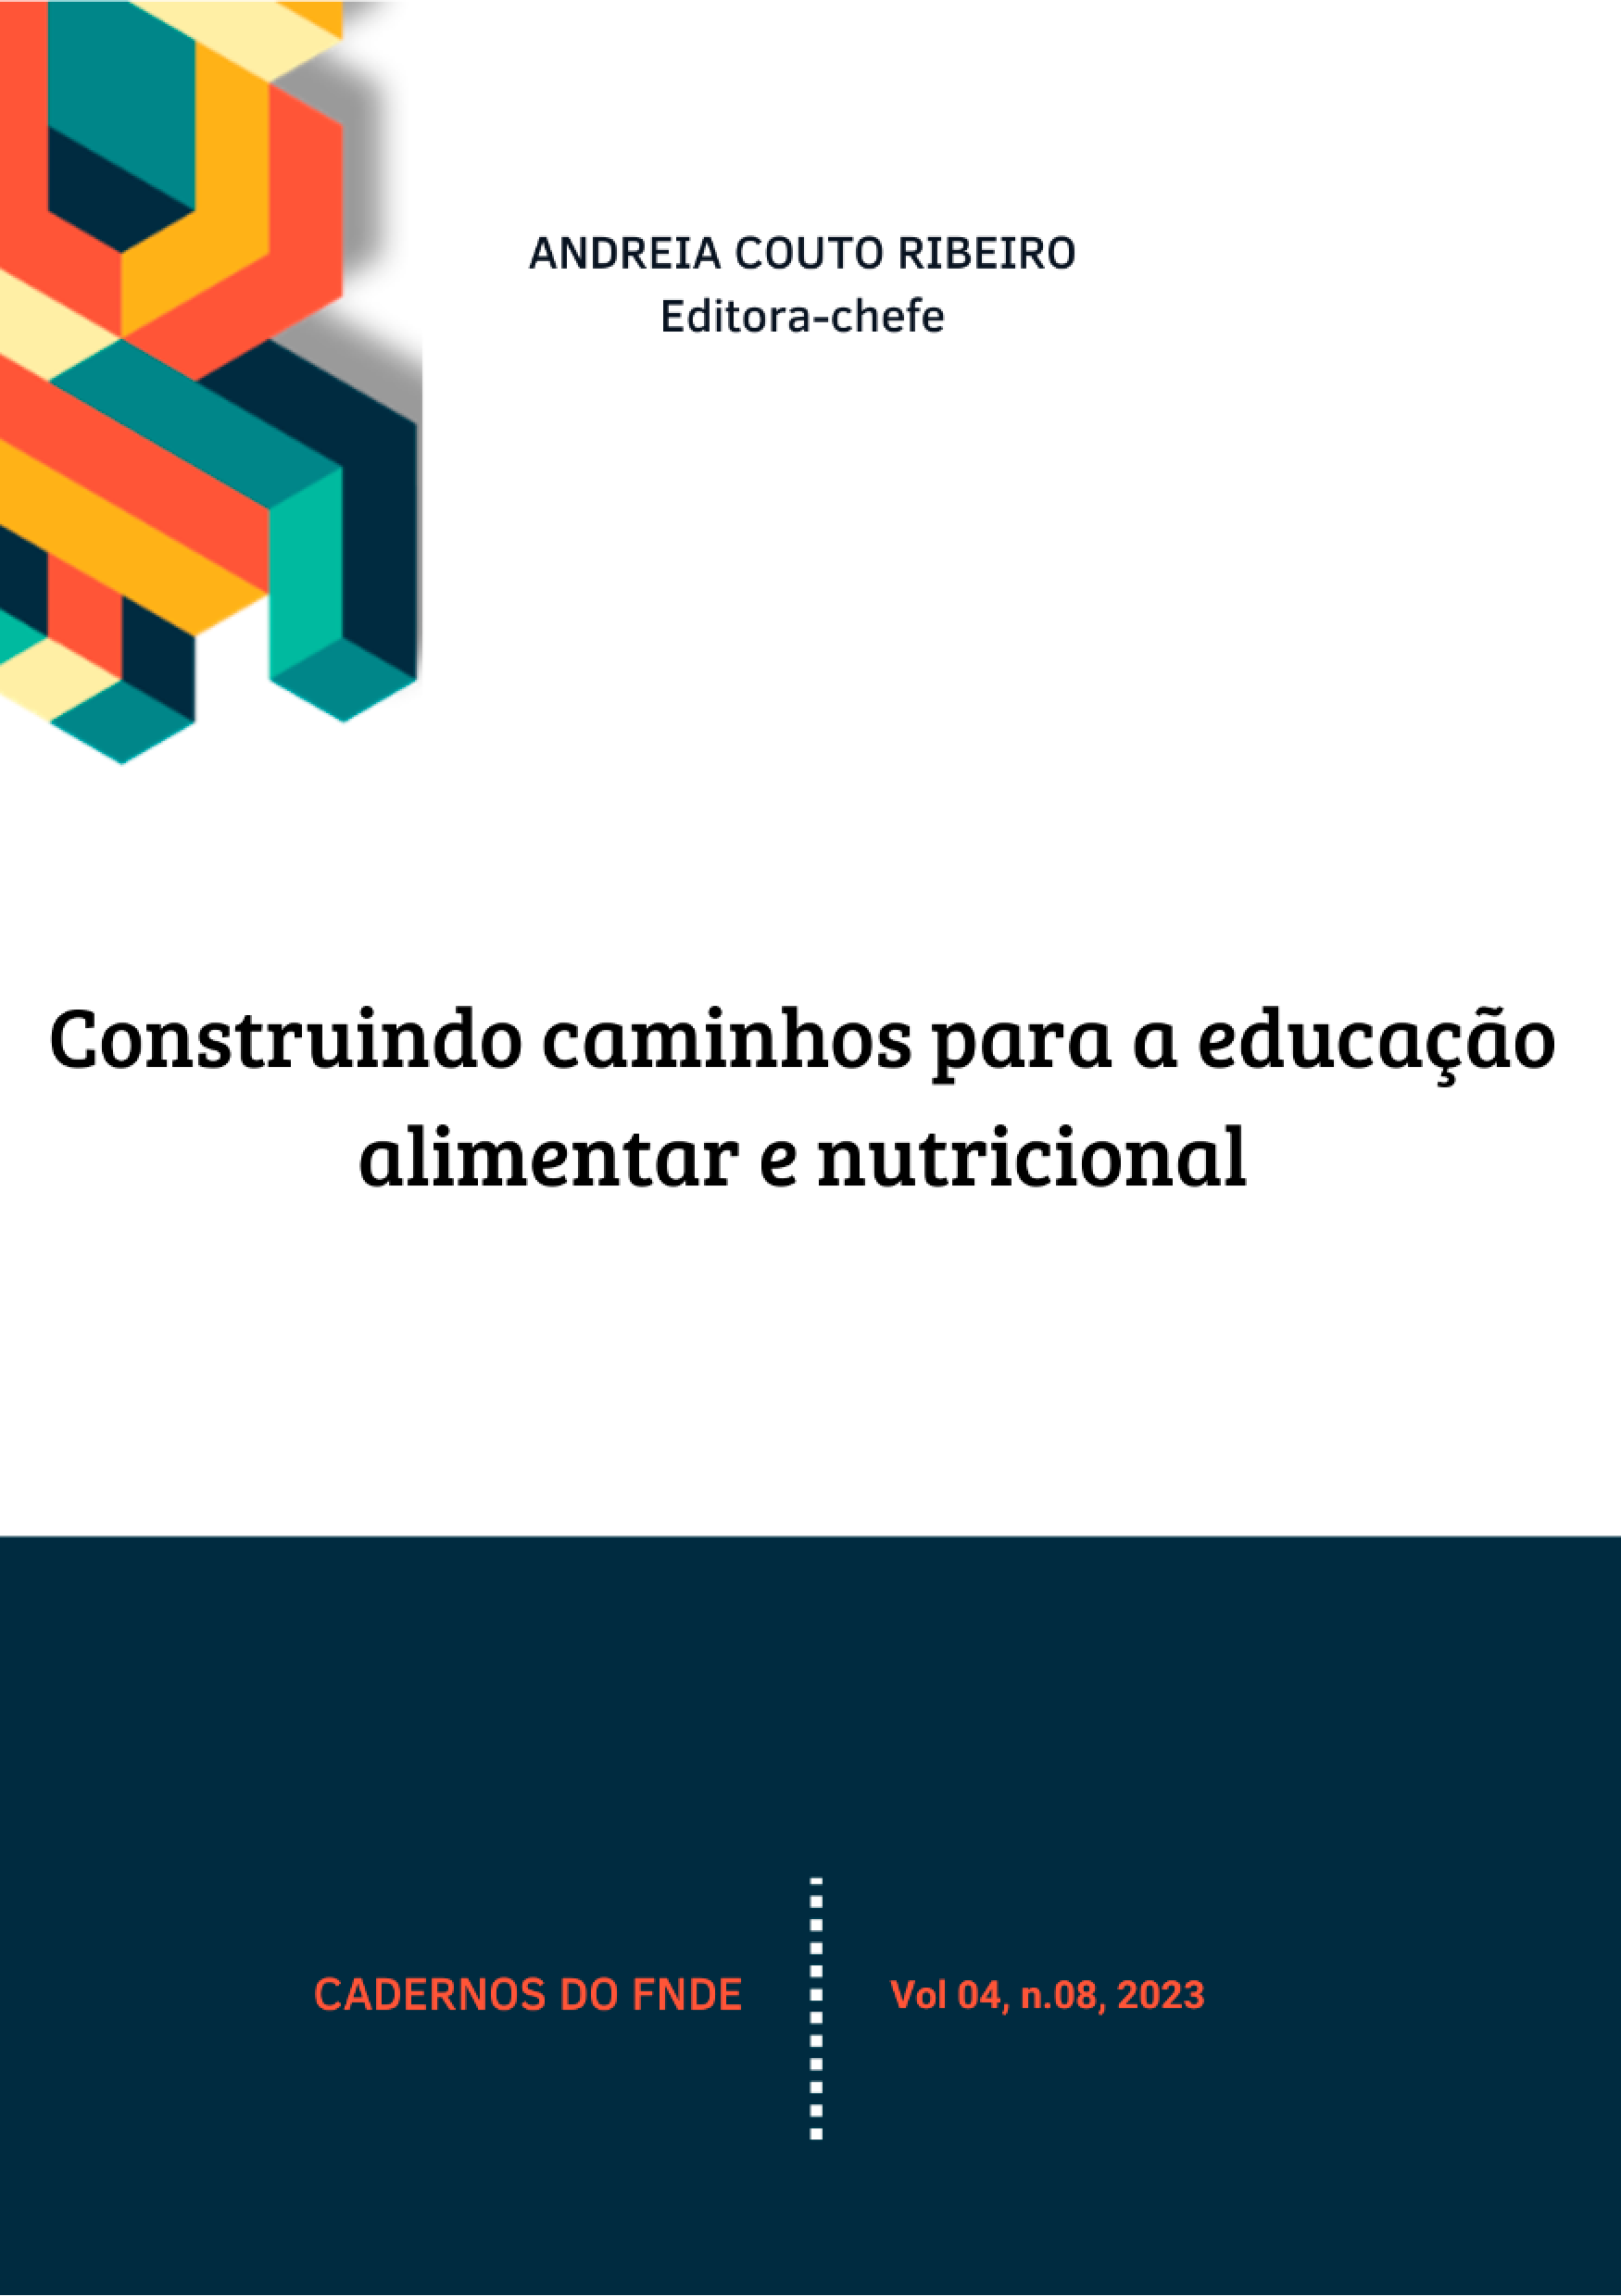 ANDREIA COUTO RIBEIRO
Editora-chefe
Construindo caminhos para a educação
alimentar e nutricional
CADERNOS DO FNDE
Vol 04, n.08, 2023